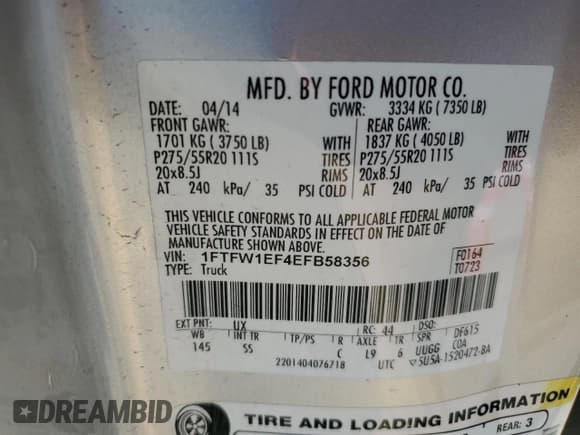 MFD. BY FORD MOTOR CO.
DATE: 04/14 GVWR: 3334 KG ( 7350 LB)
FRONT GAWR: REAR GAWR:
1701 KG ( 3750 LB) WITH 1837 KG ( 4050 LB) WITH
P275/55R20 111S TIRES P275/55R20 111S TIRES
20x8.5J RIMS 20x8.5J RIMS
AT 240 kPa/ 35 PSI COLD AT 240 kPa/ 35 PSI COLD
THIS VEHICLE CONFORMS TO ALL APPLICABLE FEDERAL MOTOR
VEHICLE SAFETY STANDARDS IN EFFECT ON THE DATE OF
MANUFACTURE SHOWN ABOVE.
VIN: 1FTFW1EF4EFB58356 F0164
TYPE: Truck T0723
EXT PNT: UX RC: 44 DSO:
WB INT TR TP/PS R AXLE TR SPR DF615
145 SS C L9 6 UUGG COA
2201404076718 UTC 5U5A-1520472-BA
TIRE AND LOADING INFORMATION
REAR: 3
DREAMBID